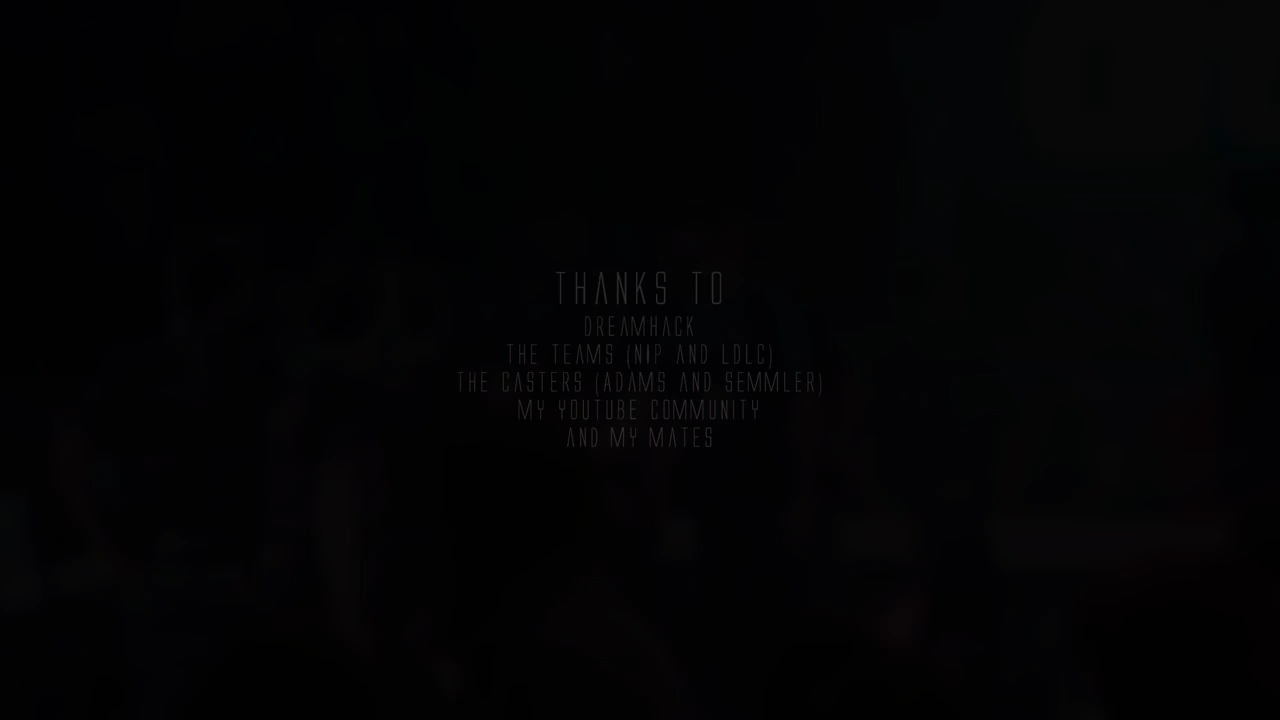 THANKS TO
DREAMHACK
THE TEAMS (NIP AND LDLC)
THE CASTERS (ADAMS AND SEMMLER)
MY YOUTUBE COMMUNITY
AND MY MATES